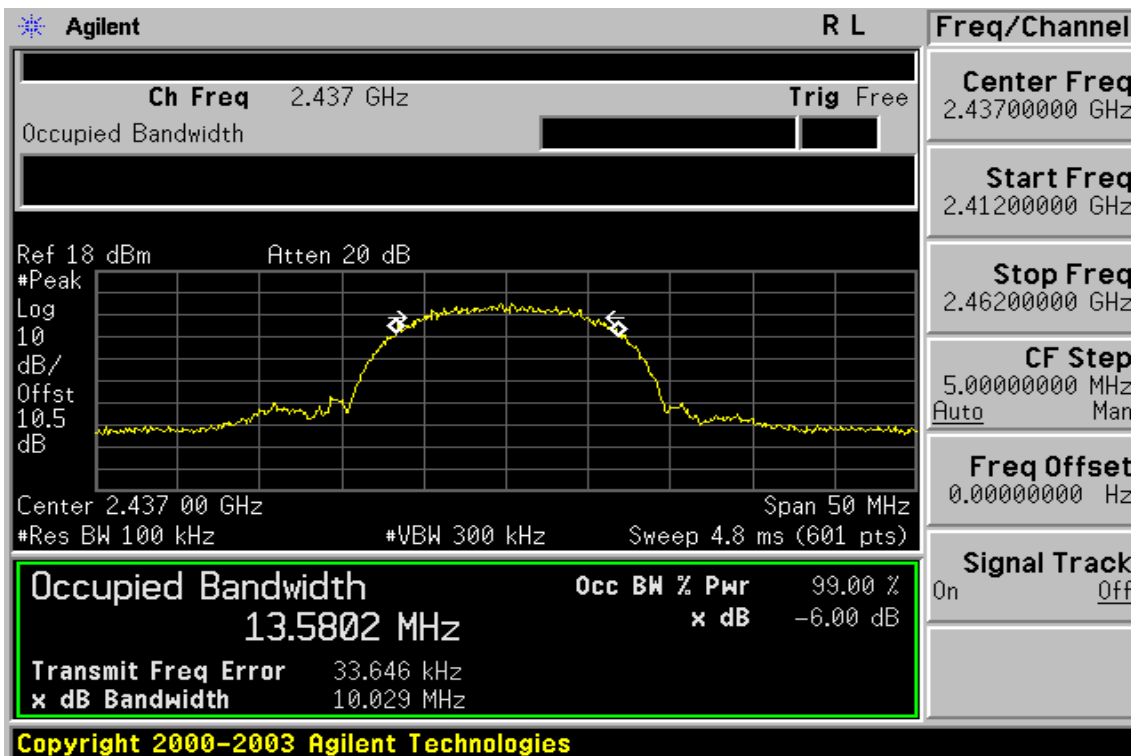 Agilent R L
Ch Freq 2.437 GHz Trig Free
Occupied Bandwidth
Ref 18 dBm Atten 20 dB
#Peak
Log
10
dB/
Offst
10.5
dB
Center 2.437 00 GHz Span 50 MHz
#Res BW 100 kHz #VBW 300 kHz Sweep 4.8 ms (601 pts)
Occupied Bandwidth
13.5802 MHz
Occ BW % Pwr 99.00 %
x dB -6.00 dB
Transmit Freq Error 33.646 kHz
x dB Bandwidth 10.029 MHz
Copyright 2000-2003 Agilent Technologies
Freq/Channel
Center Freq
2.43700000 GHz
Start Freq
2.41200000 GHz
Stop Freq
2.46200000 GHz
CF Step
5.00000000 MHz
Auto Man
Freq Offset
0.00000000 Hz
Signal Track
On Off